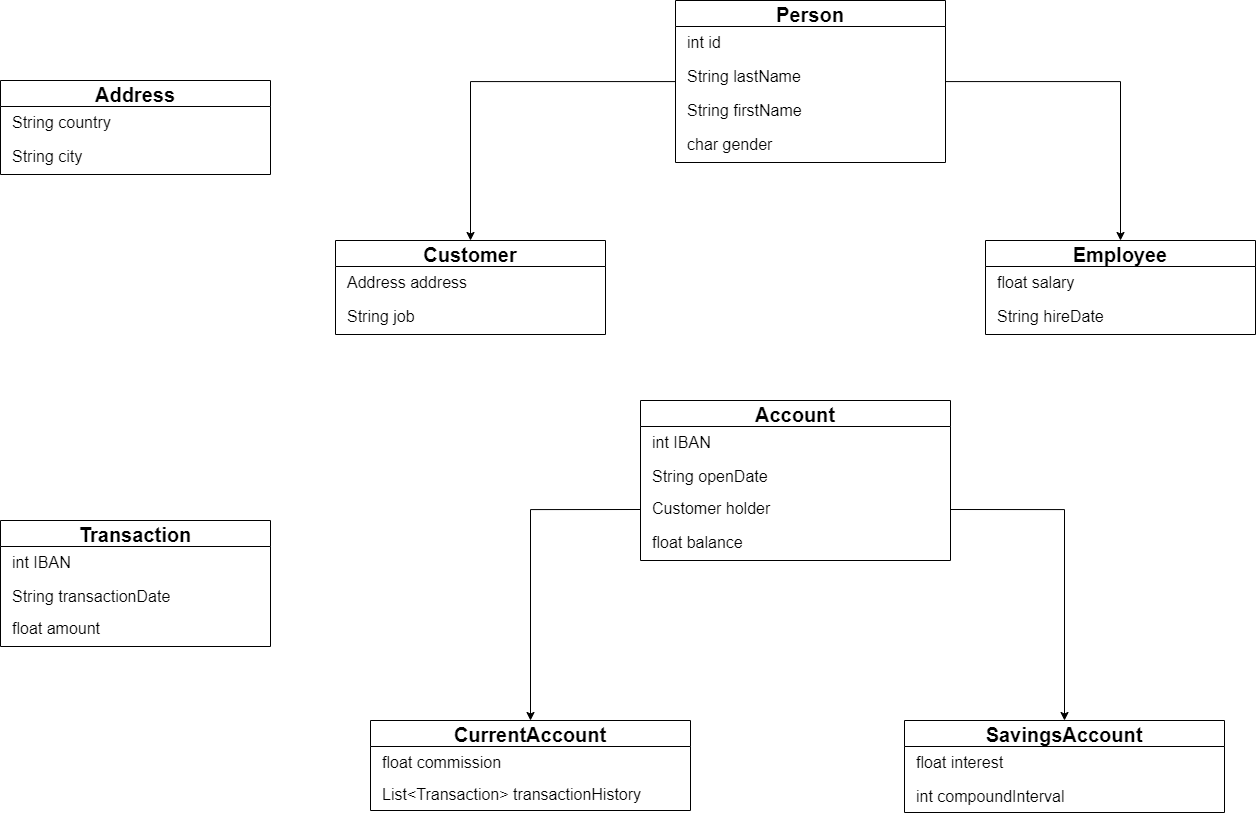 Person
int id
String lastName
String firstName
char gender
Address
String country
String city
Customer
Address address
String job
Employee
float salary
String hireDate
Account
int IBAN
String openDate
Customer holder
float balance
Transaction
int IBAN
String transactionDate
float amount
CurrentAccount
float commission
List<Transaction> transactionHistory
SavingsAccount
float interest
int compoundInterval